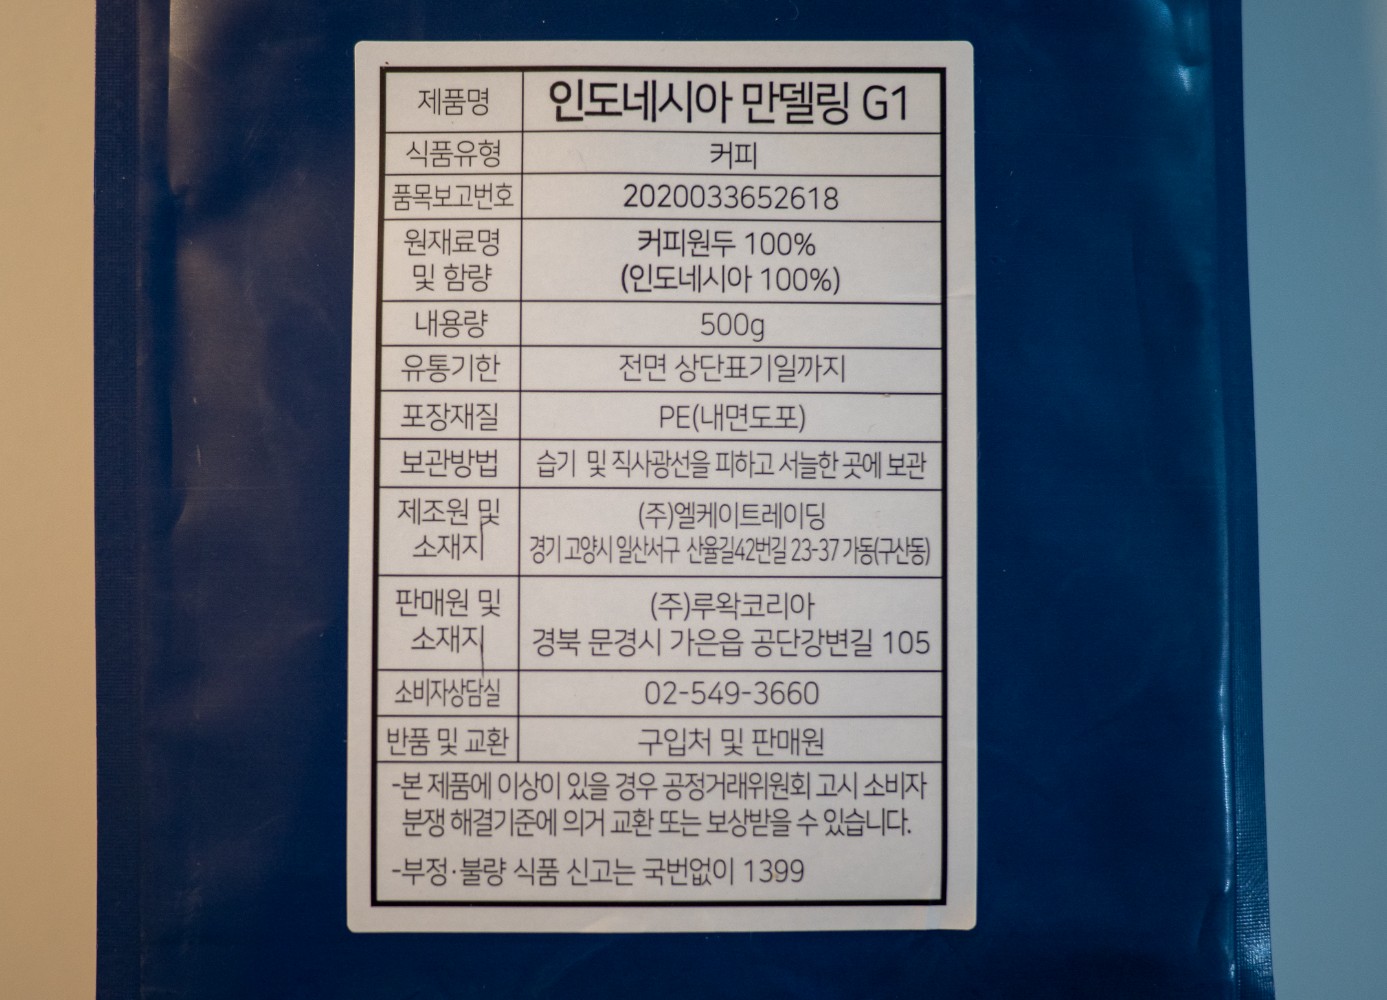 제품명 인도네시아 만델링 G1
식품유형 커피
품목보고번호 2020033652618
원재료명 커피원두 100%
및 함량 (인도네시아 100%)
내용량 500g
유통기한 전면 상단표기일까지
포장재질 PE(내면도포)
보관방법 습기 및 직사광선을 피하고 서늘한 곳에 보관
제조원 및 (주)엘케이트레이딩
소재지 경기 고양시 일산서구 산율길42번길 23-37 가동(구산동)
판매원 및 (주)루왁코리아
소재지 경북 문경시 가은읍 공단강변길 105
소비자상담실 02-549-3660
반품 및 교환 구입처 및 판매원
-본 제품에 이상이 있을 경우 공정거래위원회 고시 소비자
분쟁 해결기준에 의거 교환 또는 보상받을 수 있습니다.
-부정·불량 식품 신고는 국번없이 1399